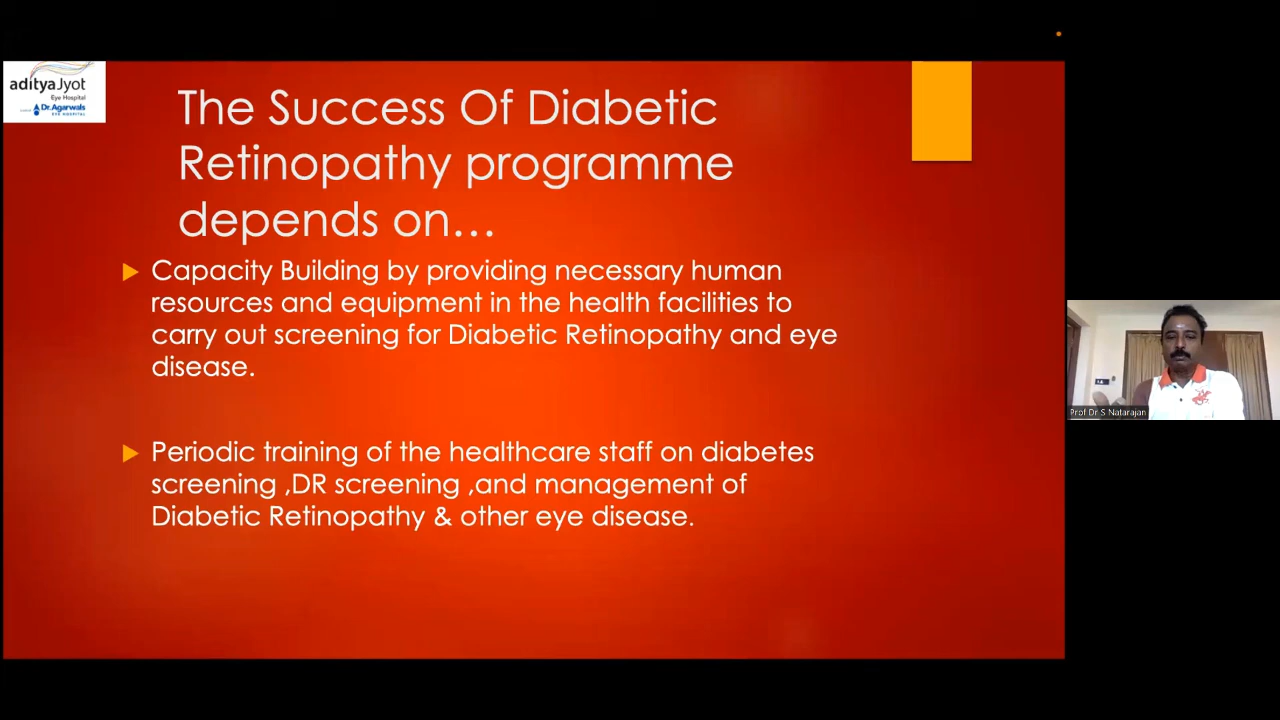 adityaJyot
Eye Hospital
Dr.Agarwals
EYE HOSPITAL
The Success Of Diabetic
Retinopathy programme
depends on...
Capacity Building by providing necessary human
resources and equipment in the health facilities to
carry out screening for Diabetic Retinopathy and eye
disease.
Periodic training of the healthcare staff on diabetes
screening ,DR screening ,and management of
Diabetic Retinopathy & other eye disease.
Prof Dr S Natarajan